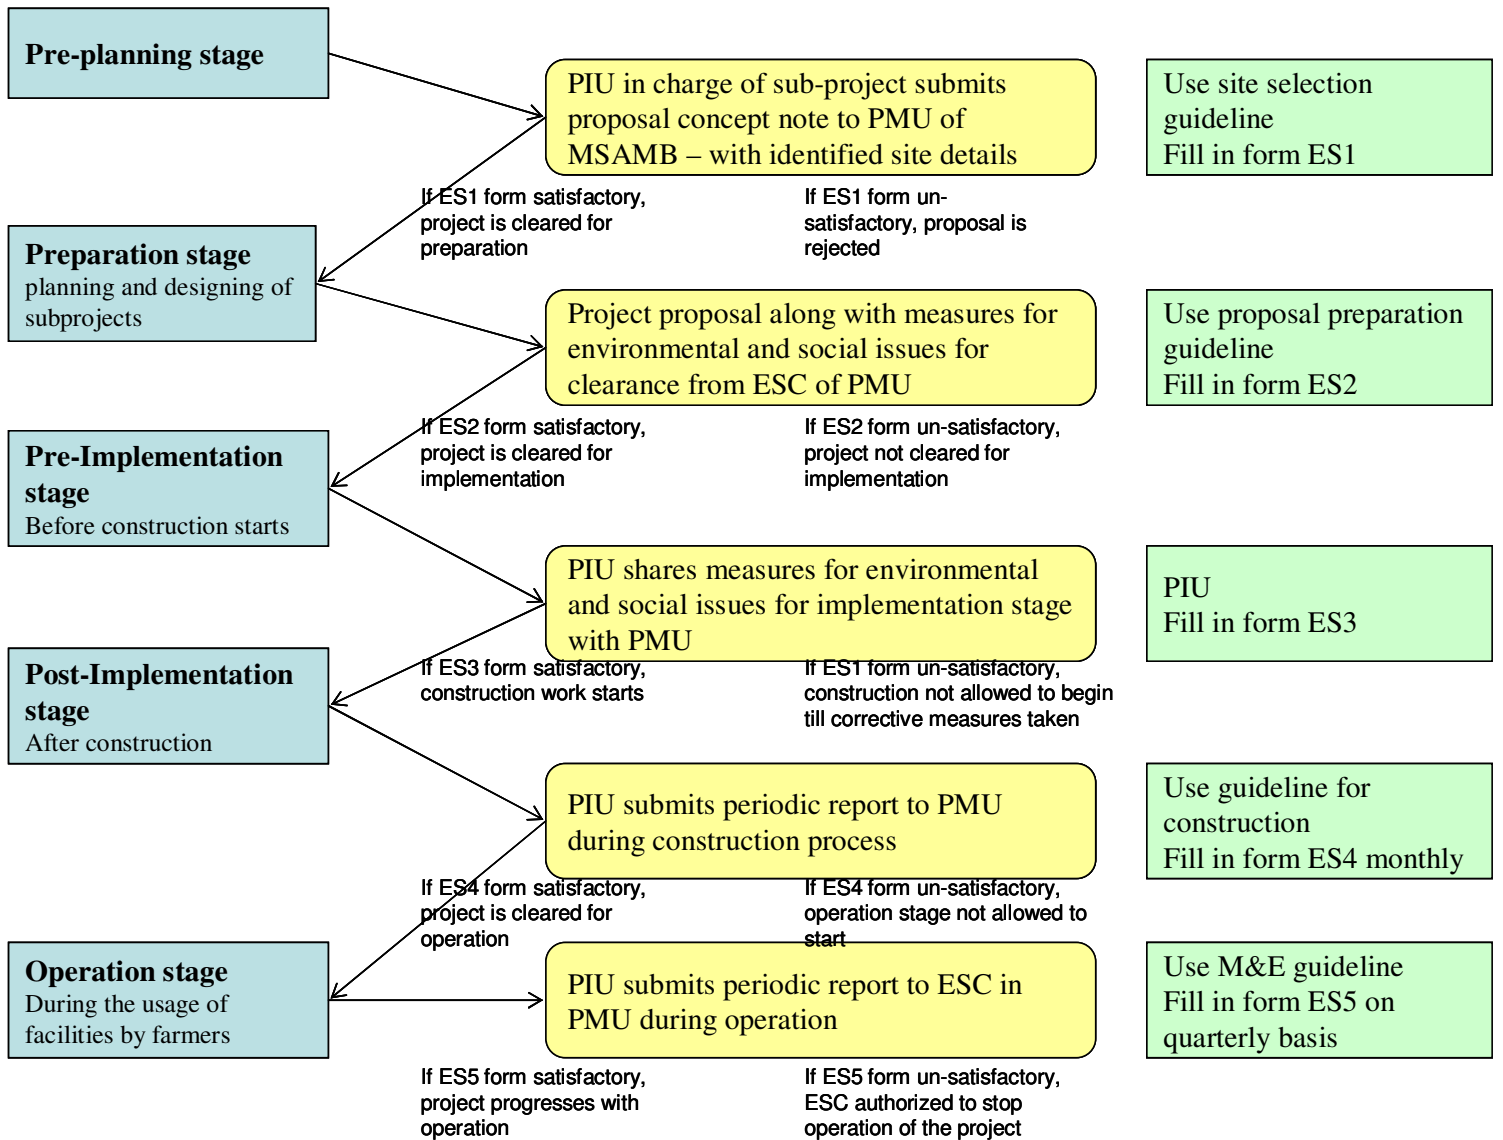 Pre-planning stage
PIU in charge of sub-project submits
proposal concept note to PMU of
MSAMB – with identified site details
Use site selection
guideline
Fill in form ES1
If ES1 form satisfactory,
project is cleared for
preparation
If ES1 form un-
satisfactory, proposal is
rejected
Preparation stage
planning and designing of
subprojects
Project proposal along with measures for
environmental and social issues for
clearance from ESC of PMU
Use proposal preparation
guideline
Fill in form ES2
If ES2 form satisfactory,
project is cleared for
implementation
If ES2 form un-satisfactory,
project not cleared for
implementation
Pre-Implementation
stage
Before construction starts
PIU shares measures for environmental
and social issues for implementation stage
with PMU
PIU
Fill in form ES3
If ES3 form satisfactory,
construction work starts
If ES1 form un-satisfactory,
construction not allowed to begin
till corrective measures taken
Post-Implementation
stage
After construction
PIU submits periodic report to PMU
during construction process
Use guideline for
construction
Fill in form ES4 monthly
If ES4 form satisfactory,
project is cleared for
operation
If ES4 form un-satisfactory,
operation stage not allowed to
start
Operation stage
During the usage of
facilities by farmers
PIU submits periodic report to ESC in
PMU during operation
Use M&E guideline
Fill in form ES5 on
quarterly basis
If ES5 form satisfactory,
project progresses with
operation
If ES5 form un-satisfactory,
ESC authorized to stop
operation of the project